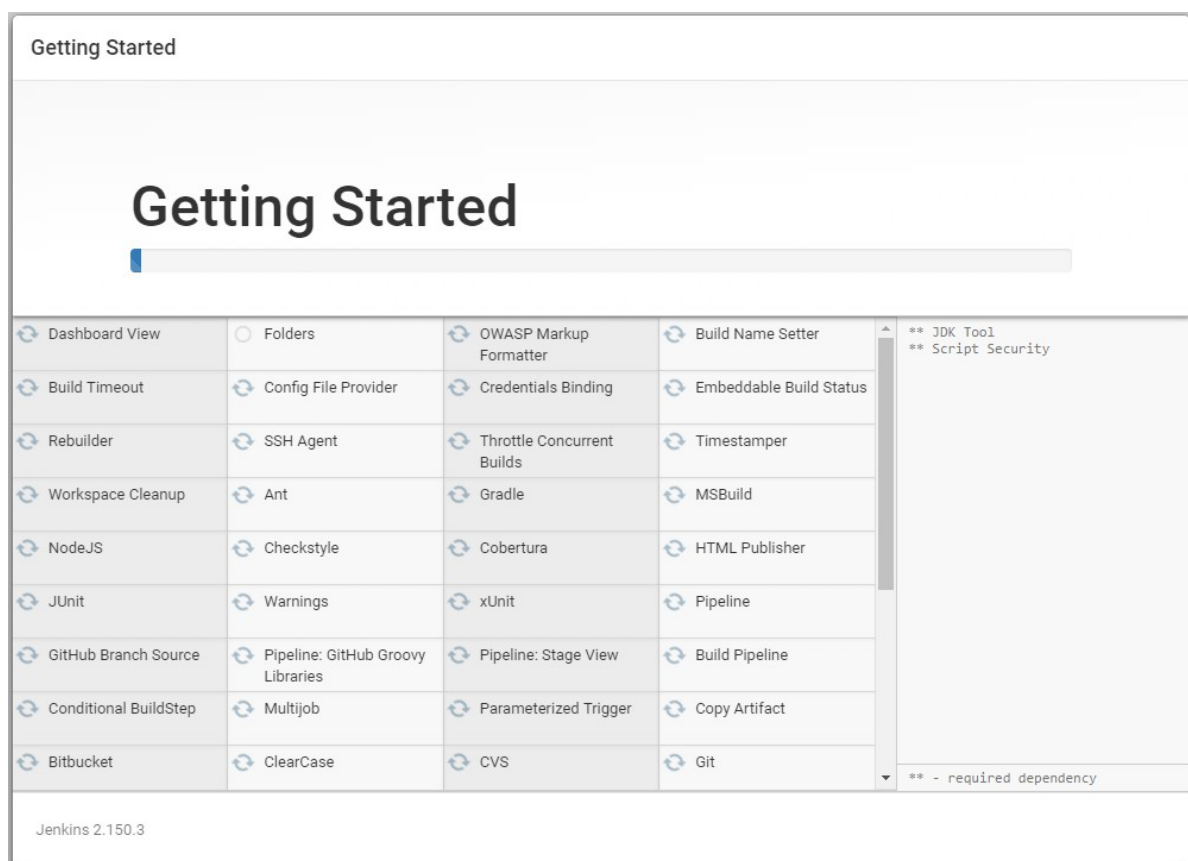 Getting Started
Getting Started
Dashboard View
Folders
OWASP Markup
Formatter
Build Name Setter
Build Timeout
Config File Provider
Credentials Binding
Embeddable Build Status
Rebuilder
SSH Agent
Throttle Concurrent
Builds
Timestamper
Workspace Cleanup
Ant
Gradle
MSBuild
NodeJS
Checkstyle
Cobertura
HTML Publisher
JUnit
Warnings
xUnit
Pipeline
GitHub Branch Source
Pipeline: GitHub Groovy
Libraries
Pipeline: Stage View
Build Pipeline
Conditional BuildStep
Multijob
Parameterized Trigger
Copy Artifact
Bitbucket
ClearCase
CVS
Git
** JDK Tool
** Script Security
** - required dependency
Jenkins 2.150.3